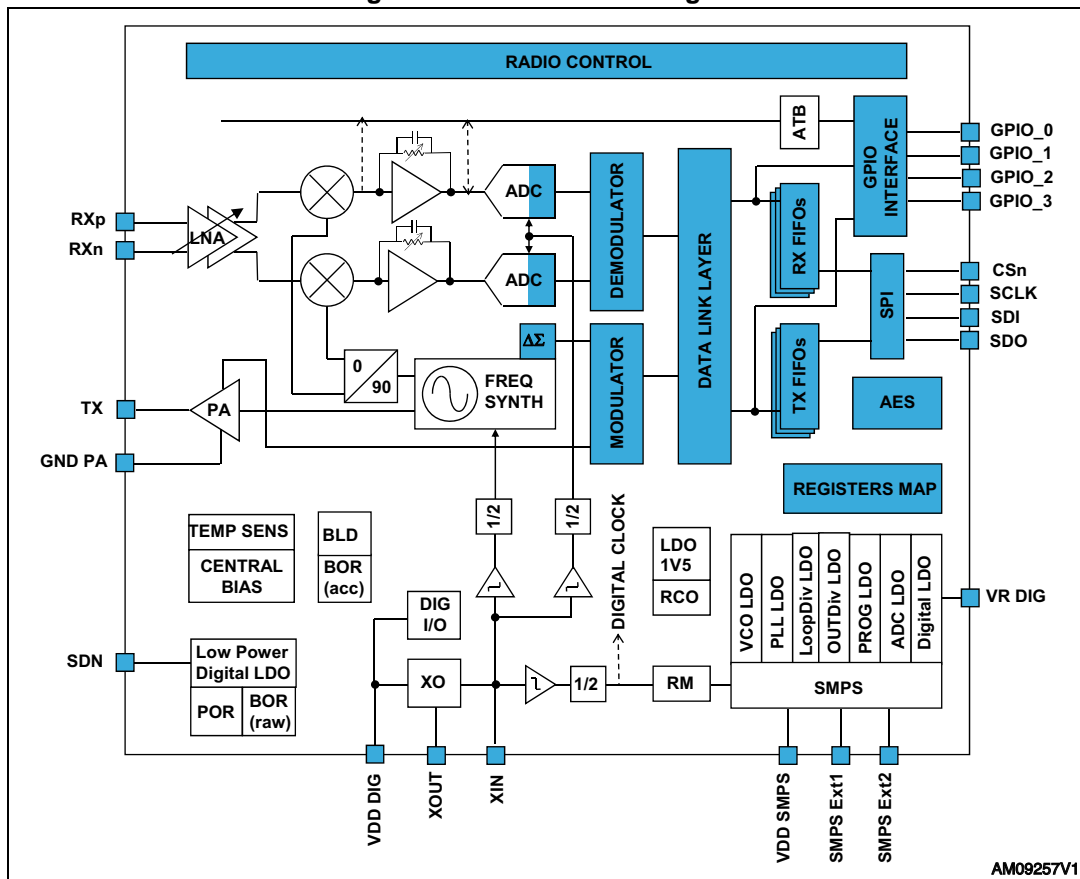 RADIO CONTROL
ATB
GPIO
INTERFACE
GPIO_0
GPIO_1
GPIO_2
GPIO_3
RXp
RXn
LNA
ADC
ADC
DEMODULATOR
DATA LINK LAYER
RX FIFOs
SPI
CSn
SCLK
SDI
SDO
ΔΣ
0
90
FREQ
SYNTH
MODULATOR
TX FIFOs
AES
TX
PA
GND PA
REGISTERS MAP
1/2
1/2
DIGITAL CLOCK
TEMP SENS
CENTRAL
BIAS
BLD
BOR
(acc)
LDO
1V5
RCO
VCO LDO
PLL LDO
LoopDiv LDO
OUTDiv LDO
PROG LDO
ADC LDO
Digital LDO
VR DIG
DIG
I/O
SDN
Low Power
Digital LDO
POR
BOR
(raw)
XO
1/2
RM
SMPS
VDD DIG
XOUT
XIN
VDD SMPS
SMPS Ext1
SMPS Ext2
AM09257V1